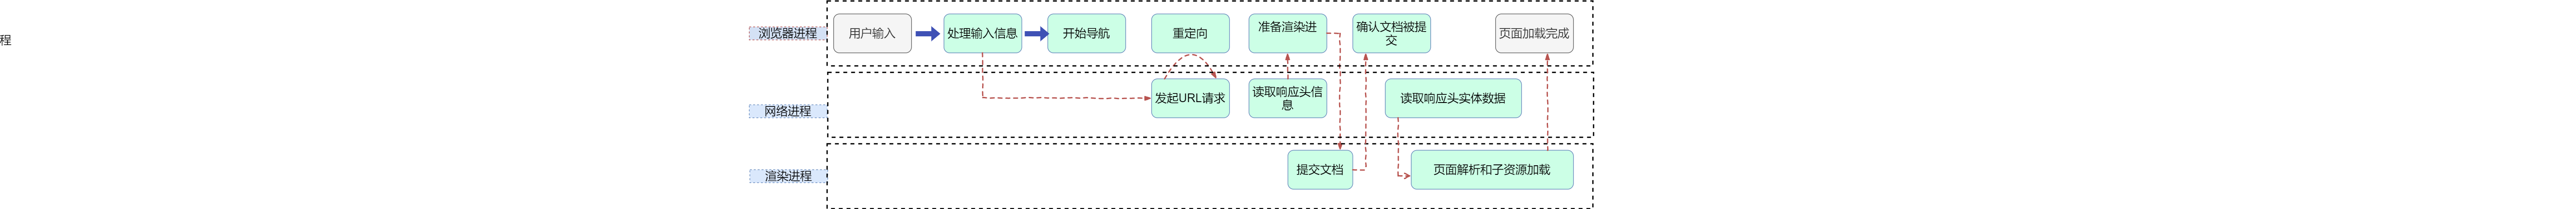 程
浏览器进程
用户输入
处理输入信息
开始导航
重定向
准备渲染进
确认文档被提
交
页面加载完成
网络进程
发起URL请求
读取响应头信
息
读取响应头实体数据
渲染进程
提交文档
页面解析和子资源加载